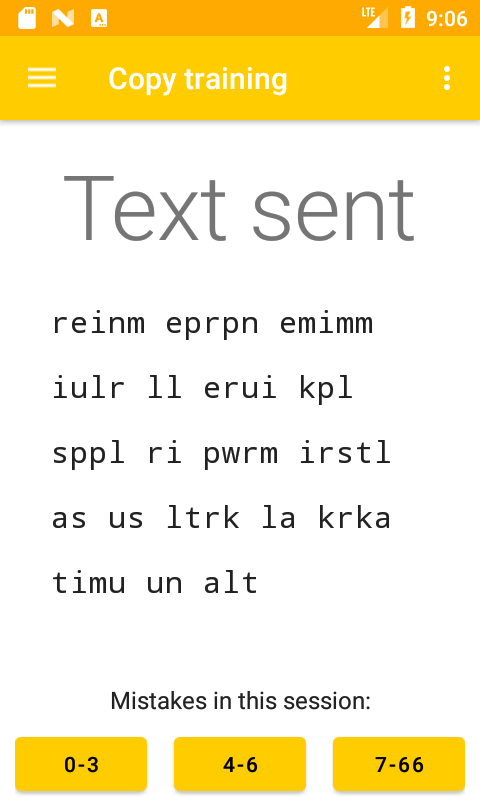 LTE 9:06
Copy training
Text sent
reinm eprpn emimm
iulr ll erui kpl
sppl ri pwrm irstl
as us ltrk la krka
timu un alt
Mistakes in this session:
0-3 4-6 7-66